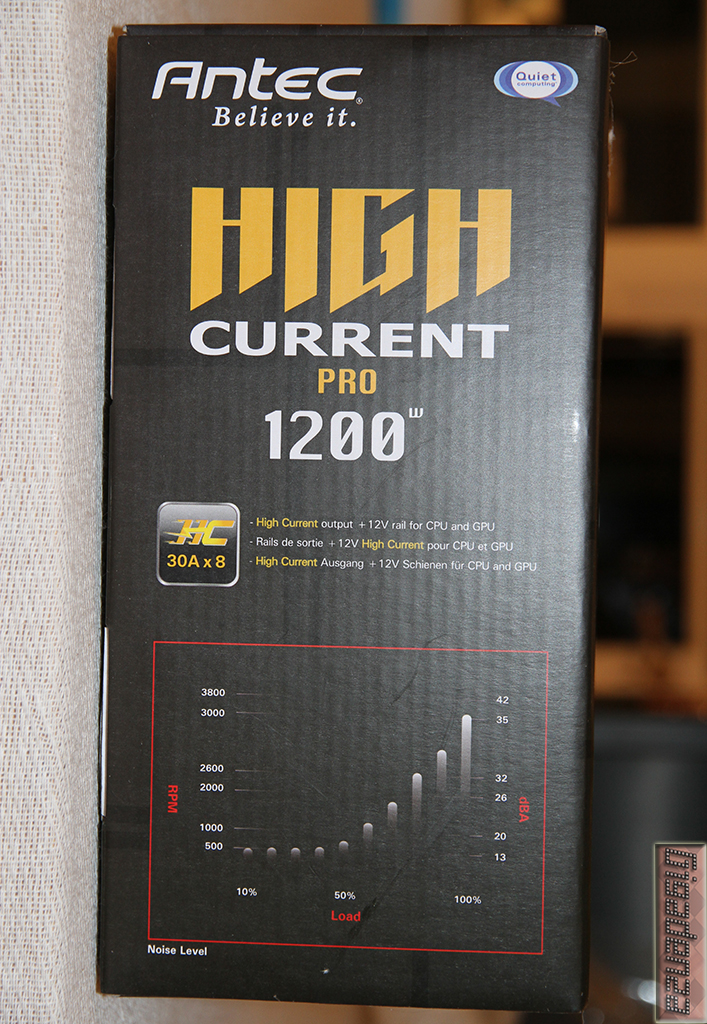 Antec®
Believe it.
Quiet
computing
HIGH
CURRENT
PRO
1200W
HC
30A x 8
- High Current output +12V rail for CPU and GPU
- Rails de sortie +12V High Current pour CPU et GPU
- High Current Ausgang +12V Schienen für CPU and GPU
3800
3000
2600
2000
1000
500
RPM
42
35
32
26
20
13
dBA
10%
50%
100%
Load
Noise Level